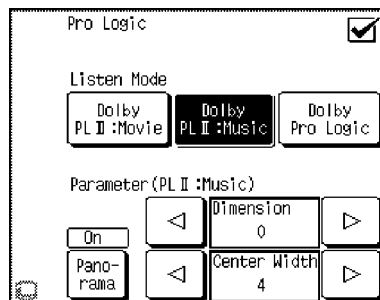 Pro Logic
Listen Mode
Dolby
PL II :Movie
Dolby
PL II :Music
Dolby
Pro Logic
Parameter(PL II :Music)
Dimension
0
On
Pano-
rama
Center Width
4